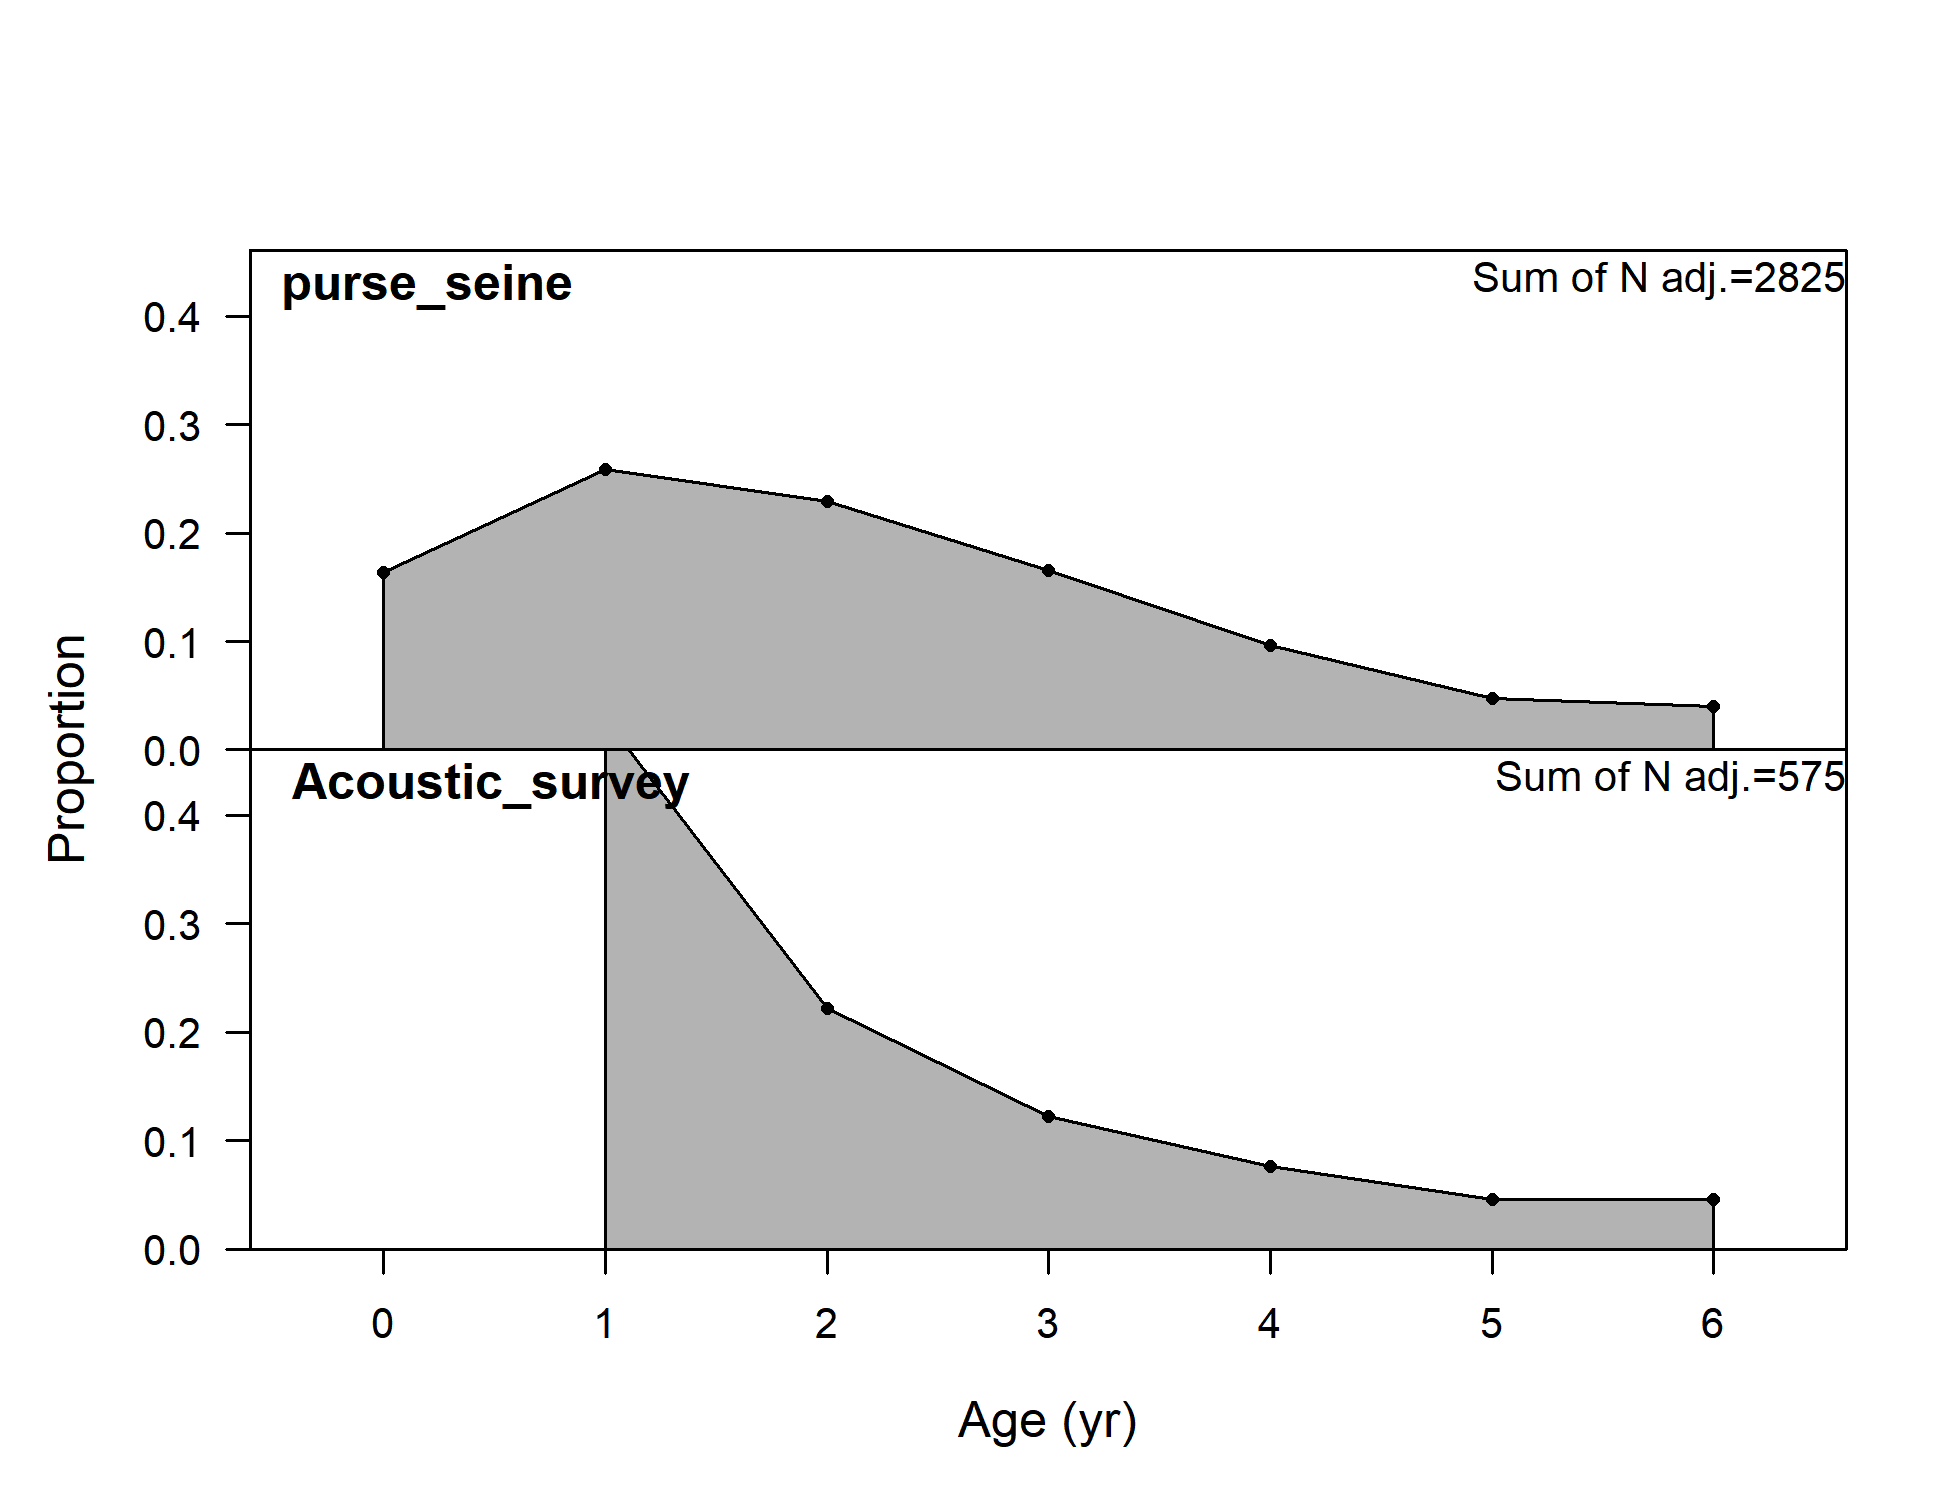 purse_seine
Sum of N adj.=2825
0.4
0.3
0.2
0.1
0.0
Acoustic_survey
Sum of N adj.=575
0.4
0.3
0.2
0.1
0.0
Proportion
0 1 2 3 4 5 6
Age (yr)